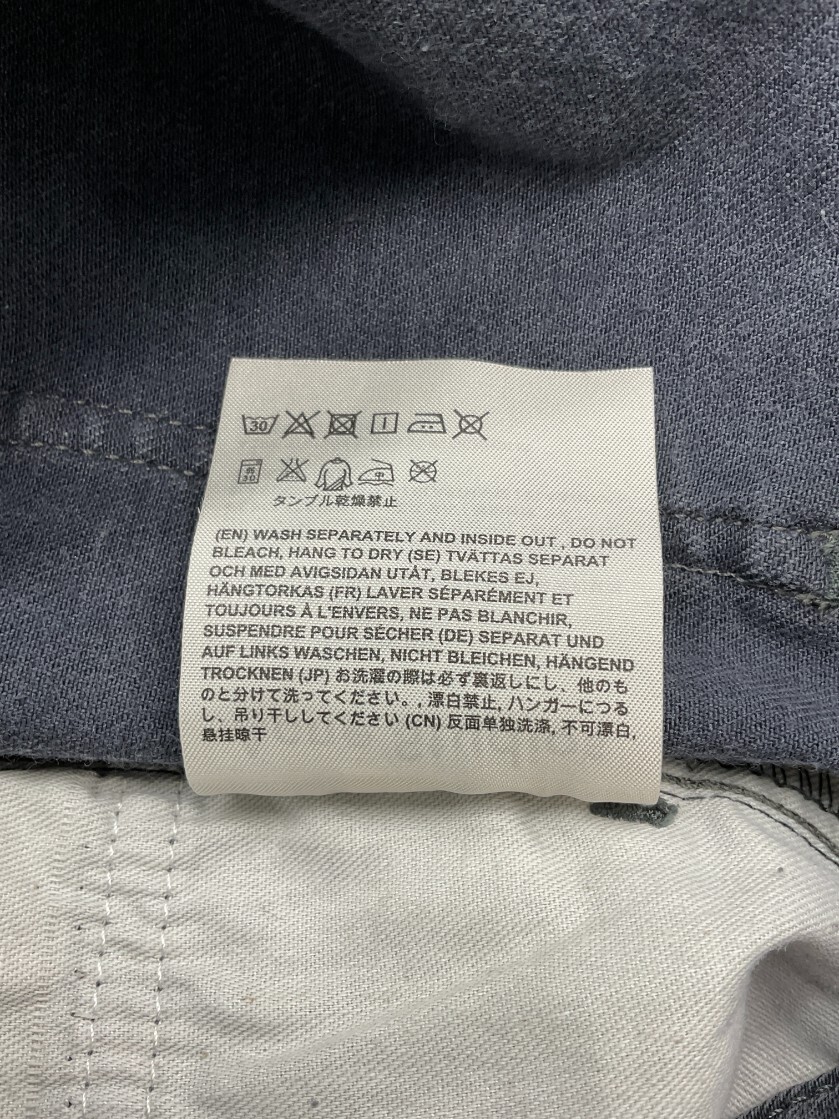 30
弱
30
中
タンブル乾燥禁止
(EN) WASH SEPARATELY AND INSIDE OUT , DO NOT
BLEACH, HANG TO DRY (SE) TVÄTTAS SEPARAT
OCH MED AVIGSIDAN UTÅT, BLEKES EJ,
HÄNGTORKAS (FR) LAVER SÉPARÉMENT ET
TOUJOURS À L'ENVERS, NE PAS BLANCHIR,
SUSPENDRE POUR SÉCHER (DE) SEPARAT UND
AUF LINKS WASCHEN, NICHT BLEICHEN, HÄNGEND
TROCKNEN (JP) お洗濯の際は必ず裏返しにし、他のも
のと分けて洗ってください。, 漂白禁止, ハンガーにつる
し、吊り干ししてください (CN) 反面单独洗涤, 不可漂白,
悬挂晾干